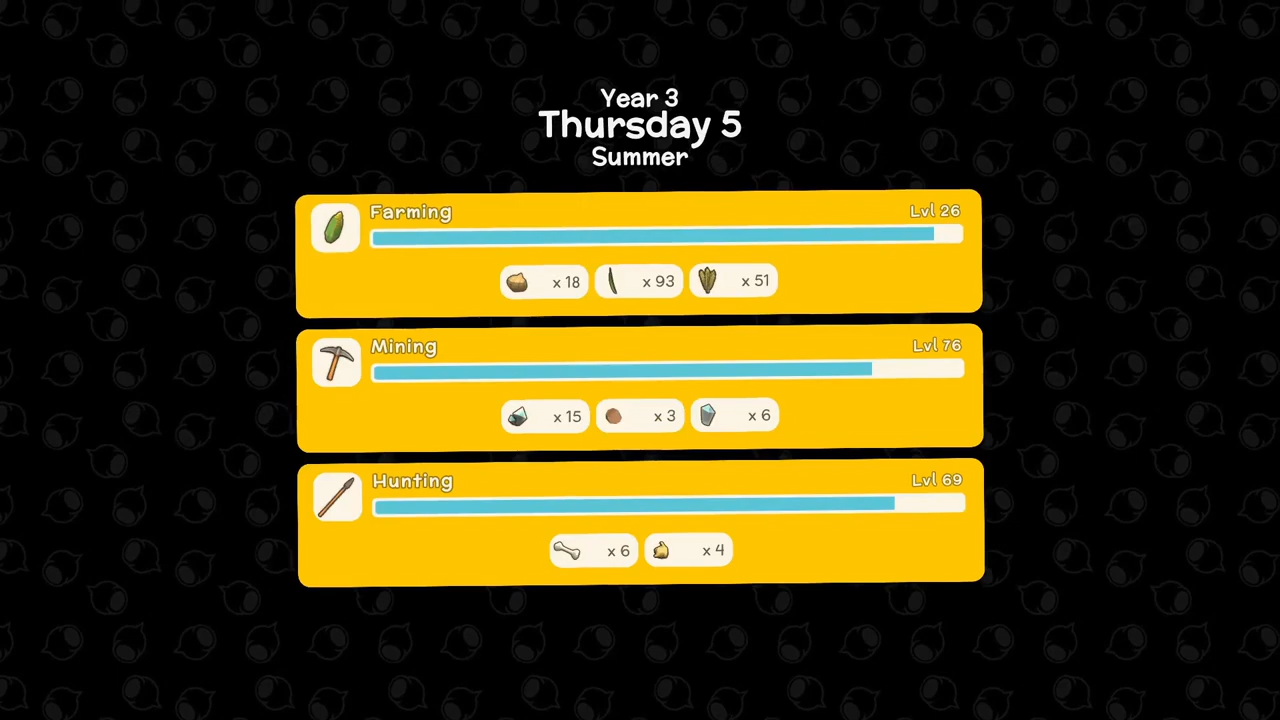 Year 3
Thursday 5
Summer
Farming Lvl 26
x 18 x 93 x 51
Mining Lvl 76
x 15 x 3 x 6
Hunting Lvl 69
x 6 x 4